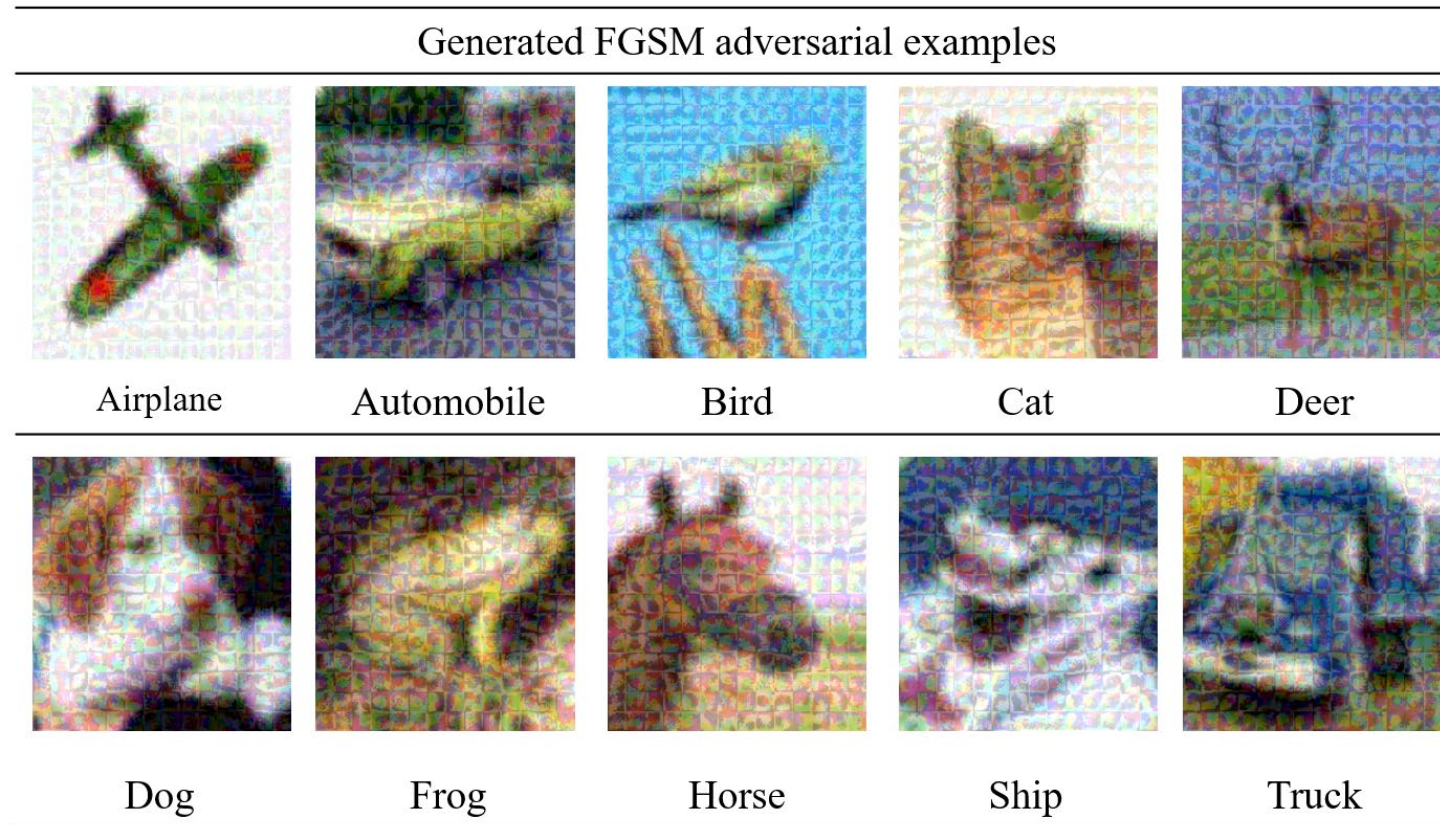 Generated FGSM adversarial examples
Airplane Automobile Bird Cat Deer
Dog Frog Horse Ship Truck